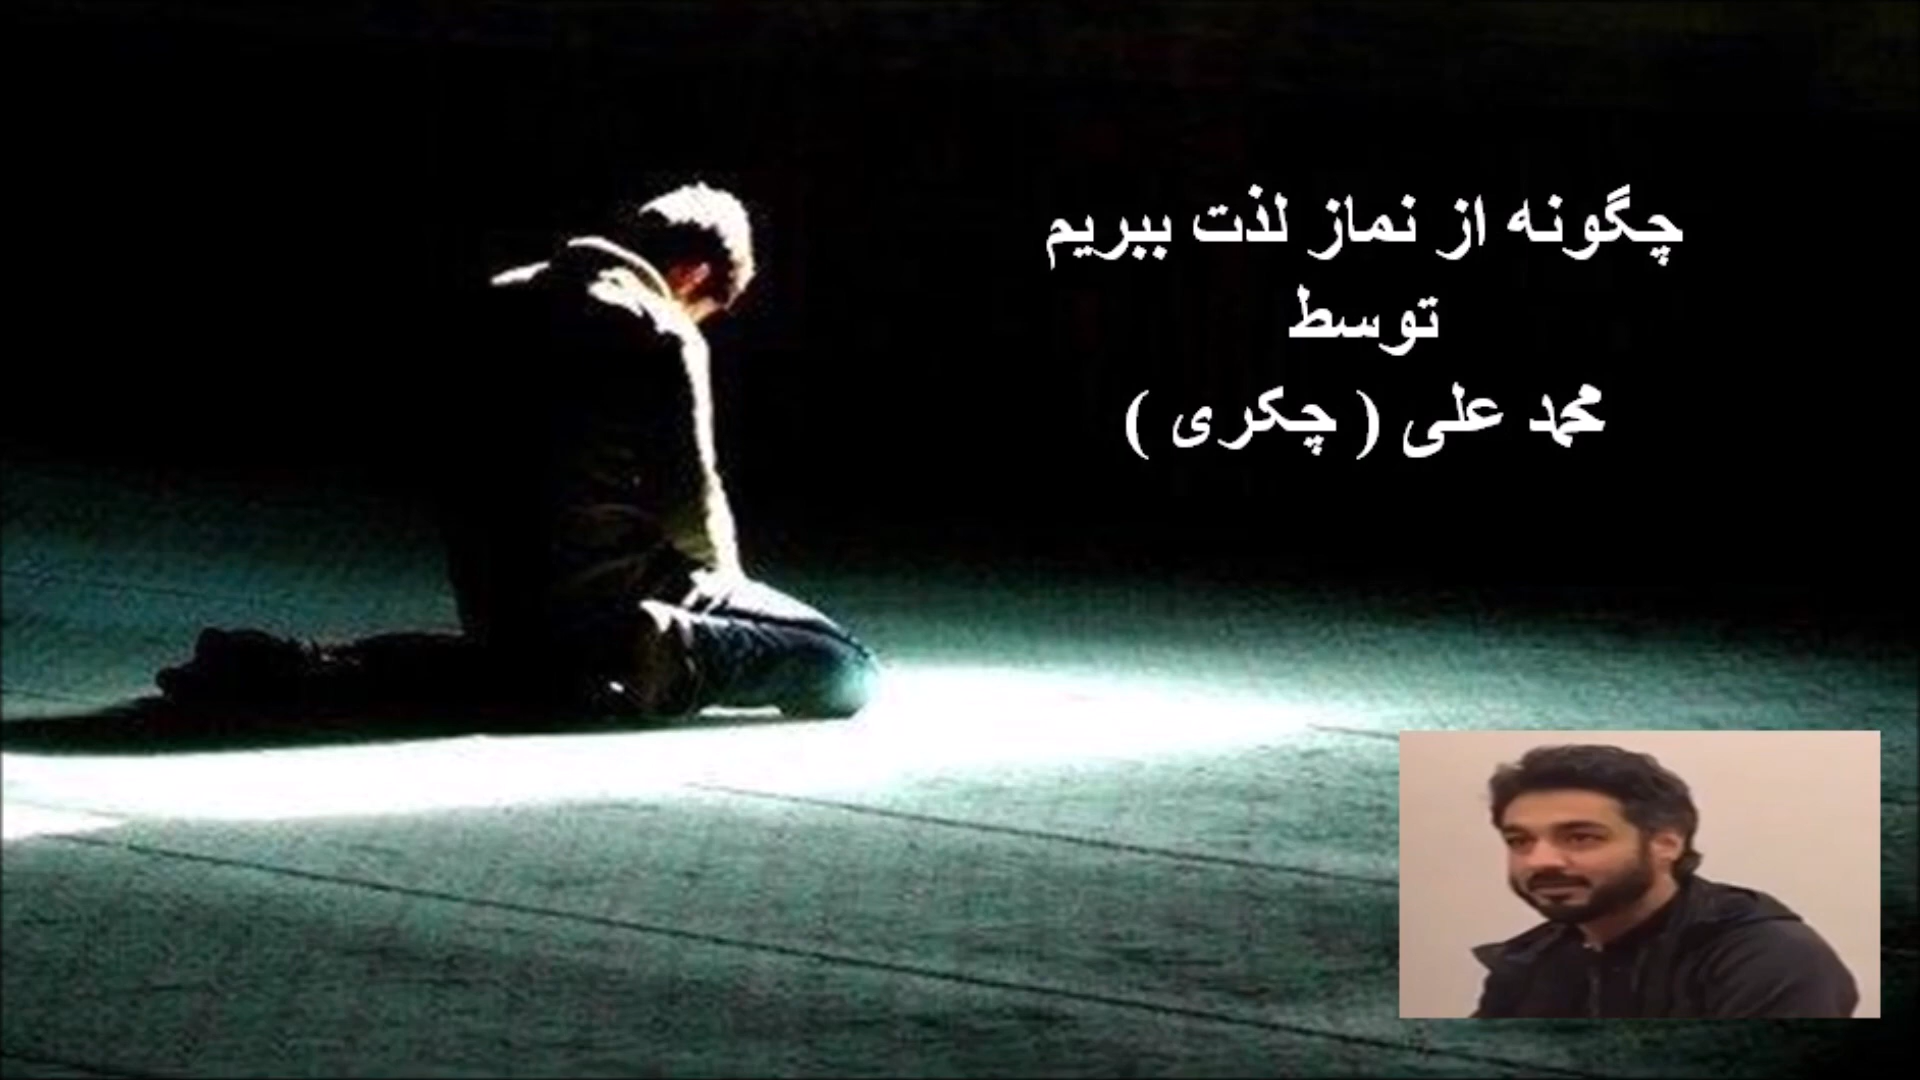 چگونه از نماز لذت ببریم
توسط
محمد علی ( چکری )